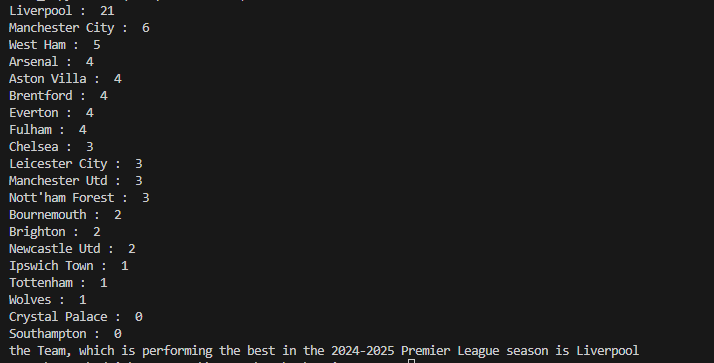 Liverpool :  21
Manchester City :  6
West Ham :  5
Arsenal :  4
Aston Villa :  4
Brentford :  4
Everton :  4
Fulham :  4
Chelsea :  3
Leicester City :  3
Manchester Utd :  3
Nott'ham Forest :  3
Bournemouth :  2
Brighton :  2
Newcastle Utd :  2
Ipswich Town :  1
Tottenham :  1
Wolves :  1
Crystal Palace :  0
Southampton :  0
the Team, which is performing the best in the 2024-2025 Premier League season is Liverpool